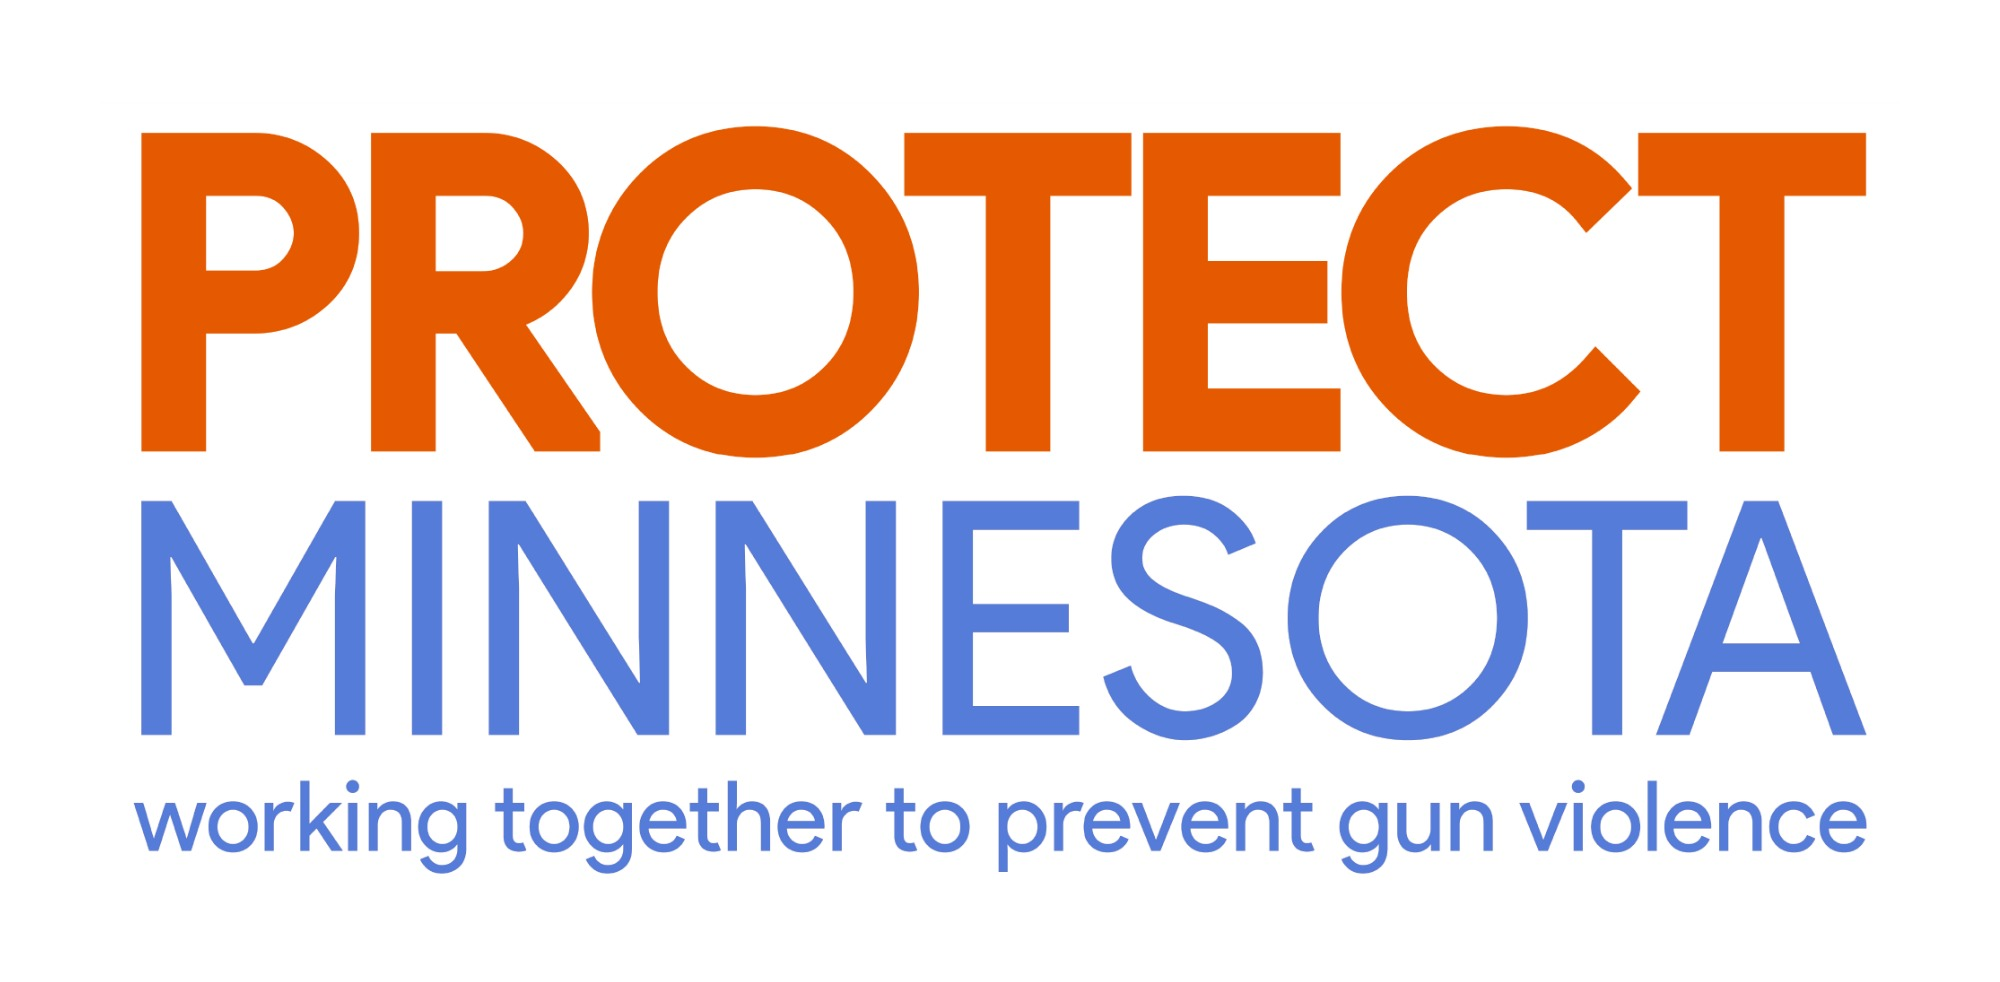 PROTECT
MINNESOTA
working together to prevent gun violence